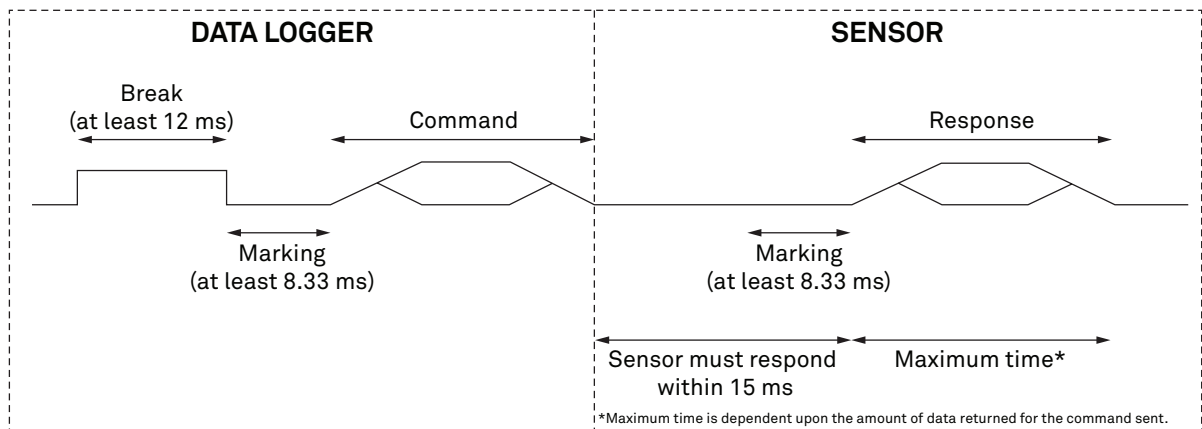 DATA LOGGER
SENSOR
Break
(at least 12 ms)
Command
Response
Marking
(at least 8.33 ms)
Marking
(at least 8.33 ms)
Sensor must respond
within 15 ms
Maximum time*
*Maximum time is dependent upon the amount of data returned for the command sent.